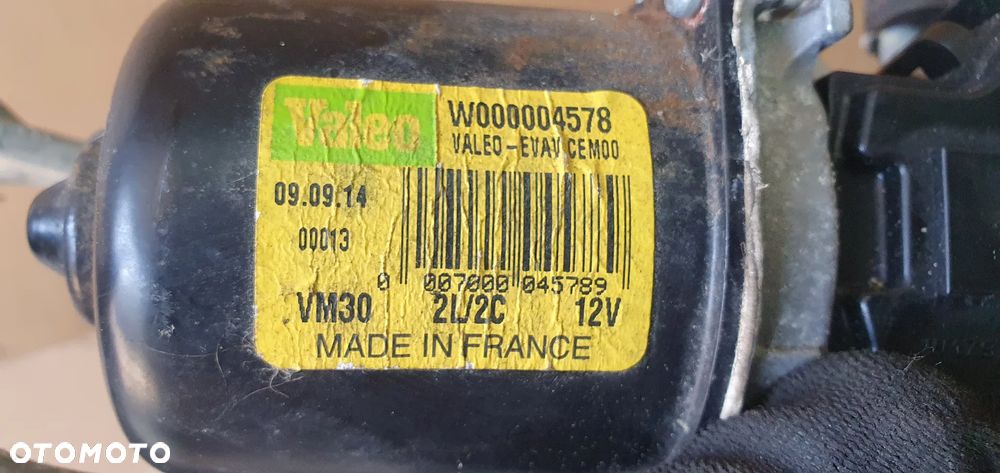 Valeo
W000004578
VALEO-EVAV CEM00
09.09.14
00013
0 007000 045789
VM30 2L/2C 12V
MADE IN FRANCE
OTOMOTO